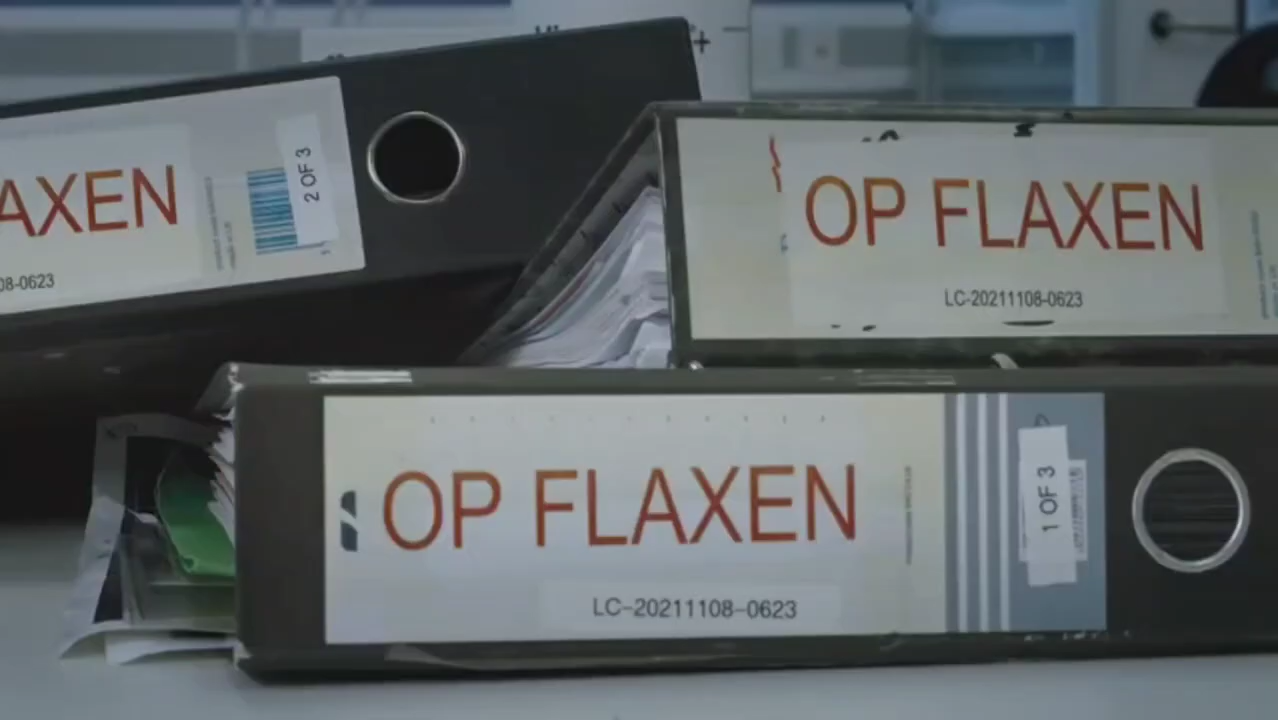 AXEN
08-0623
2 OF 3
OP FLAXEN
LC-20211108-0623
OP FLAXEN
LC-20211108-0623
1 OF 3